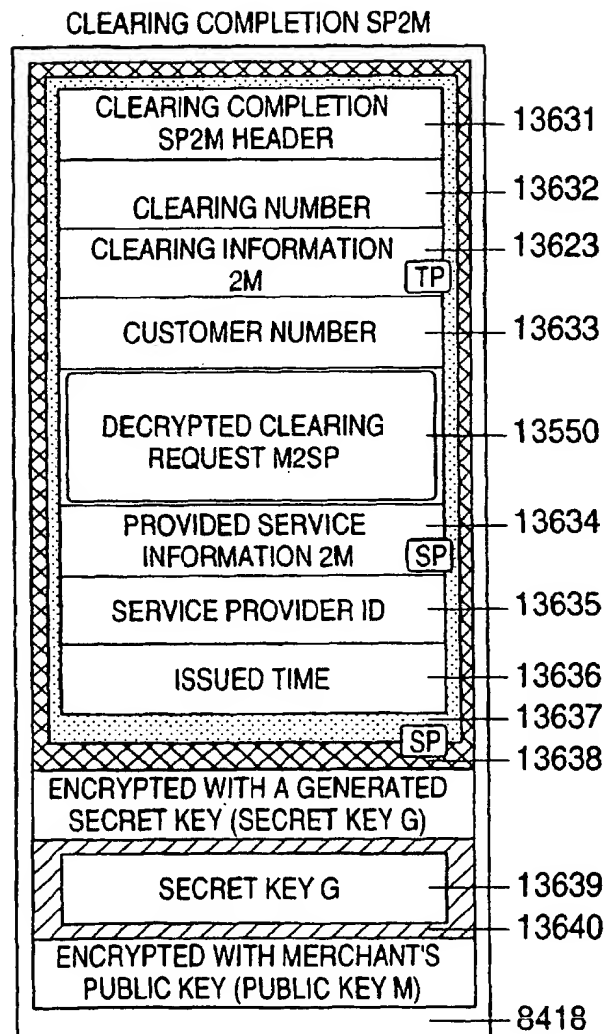 CLEARING COMPLETION SP2M
CLEARING COMPLETION
SP2M HEADER
13631
13632
CLEARING NUMBER
CLEARING INFORMATION
2M
TP
13623
CUSTOMER NUMBER
13633
DECRYPTED CLEARING
REQUEST M2SP
13550
PROVIDED SERVICE
INFORMATION 2M
SP
13634
SERVICE PROVIDER ID
13635
ISSUED TIME
13636
13637
SP
13638
ENCRYPTED WITH A GENERATED
SECRET KEY (SECRET KEY G)
SECRET KEY G
13639
13640
ENCRYPTED WITH MERCHANT'S
PUBLIC KEY (PUBLIC KEY M)
8418